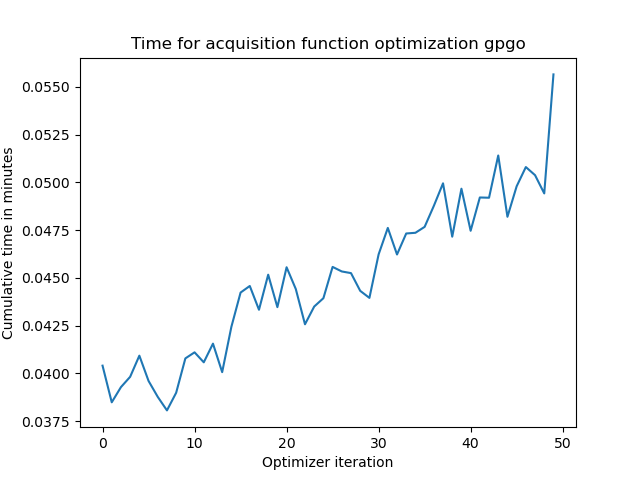 Time for acquisition function optimization gpgo
Cumulative time in minutes
0.0550
0.0525
0.0500
0.0475
0.0450
0.0425
0.0400
0.0375
0 10 20 30 40 50
Optimizer iteration